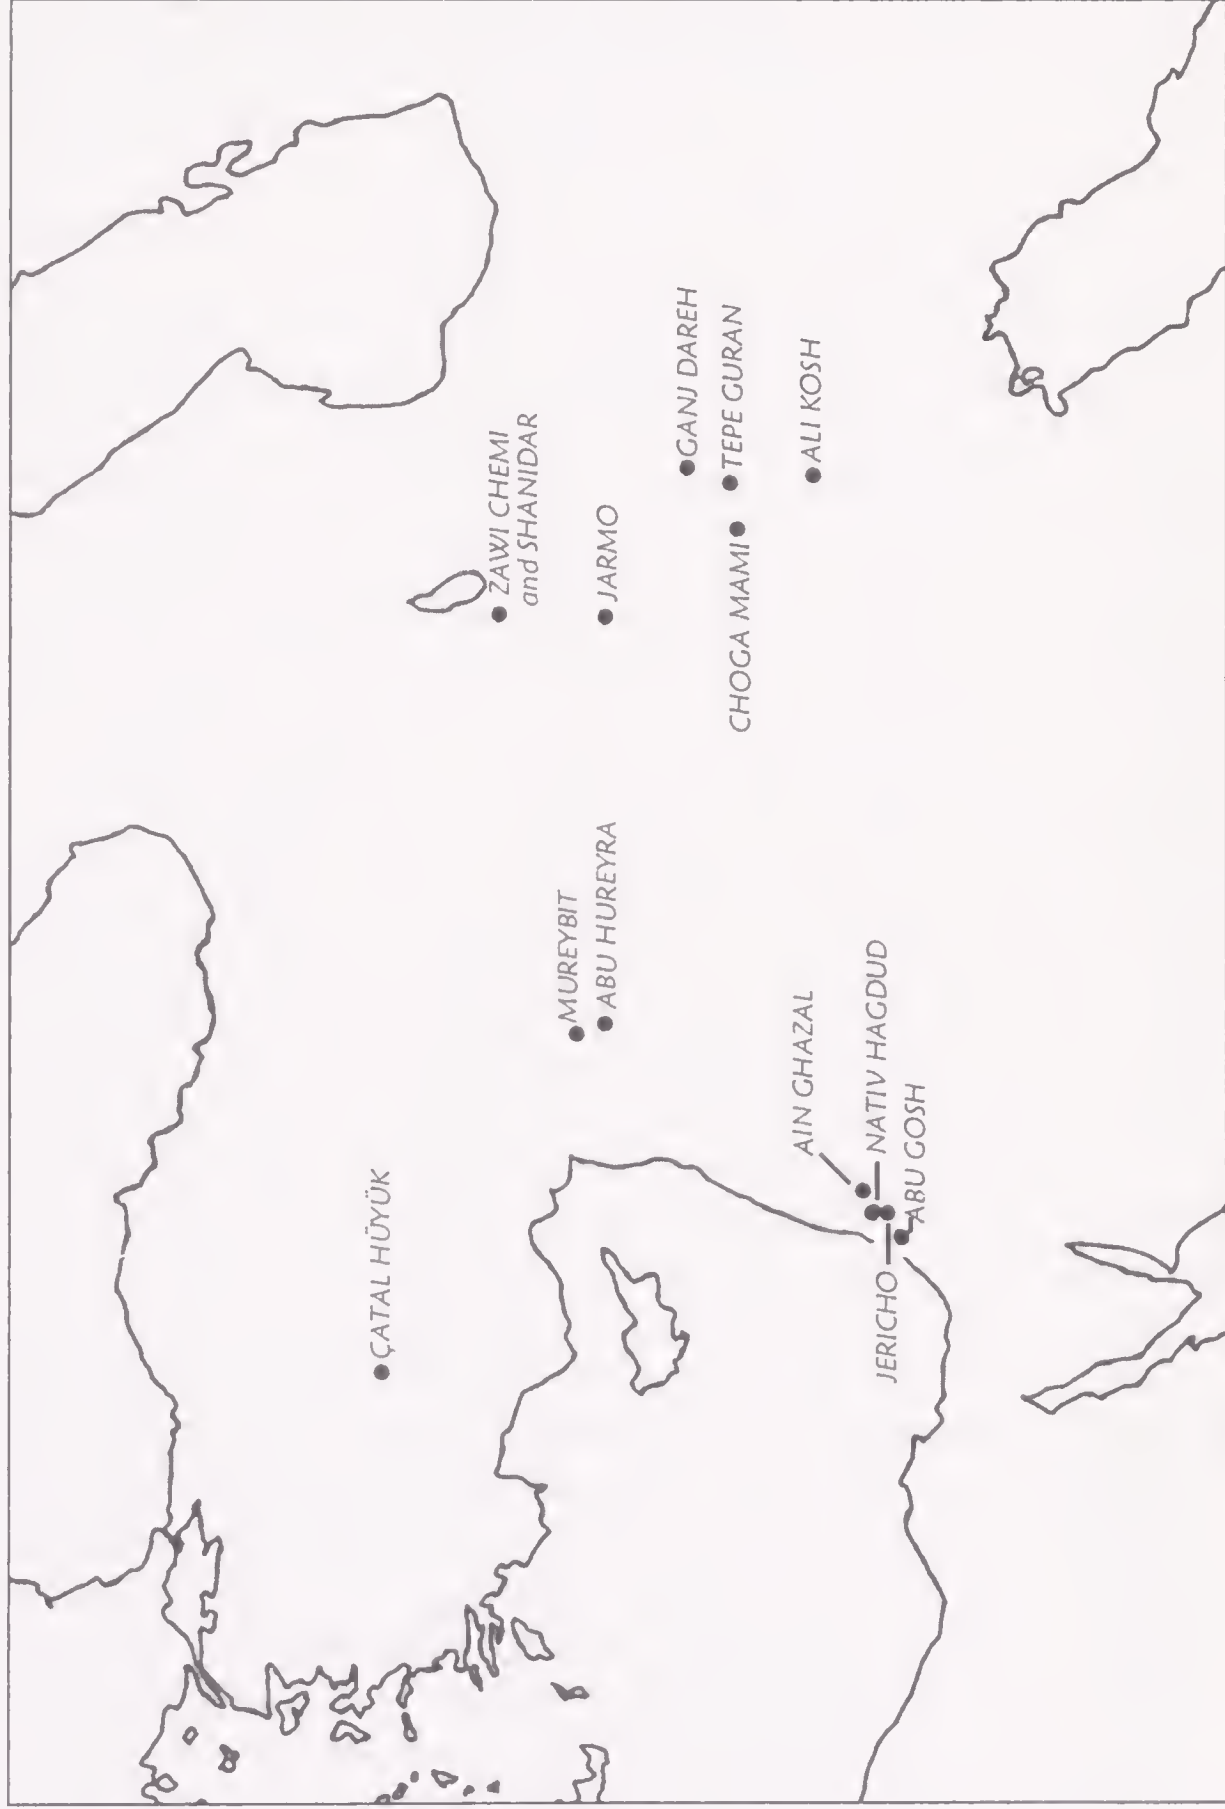 ÇATAL HÜYÜK
ZAWI CHEMI
and SHANIDAR
MUREYBIT
ABU HUREYRA
JARMO
GANJ DAREH
TEPE GURAN
CHOGA MAMI
ALI KOSH
AIN GHAZAL
NATIV HAGDUD
JERICHO
ABU GOSH